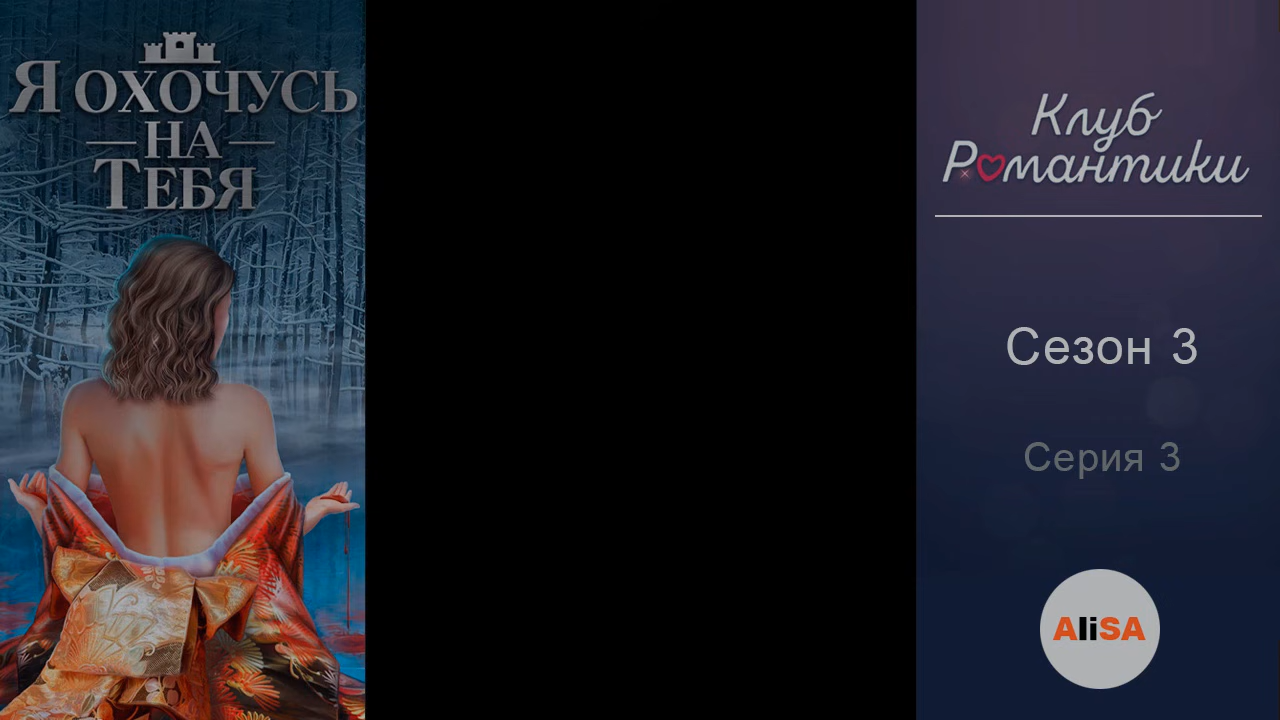 Я ОХОЧУСЬ
НА
ТЕБЯ
Клуб
Романтики
Сезон 3
Серия 3
AliSA